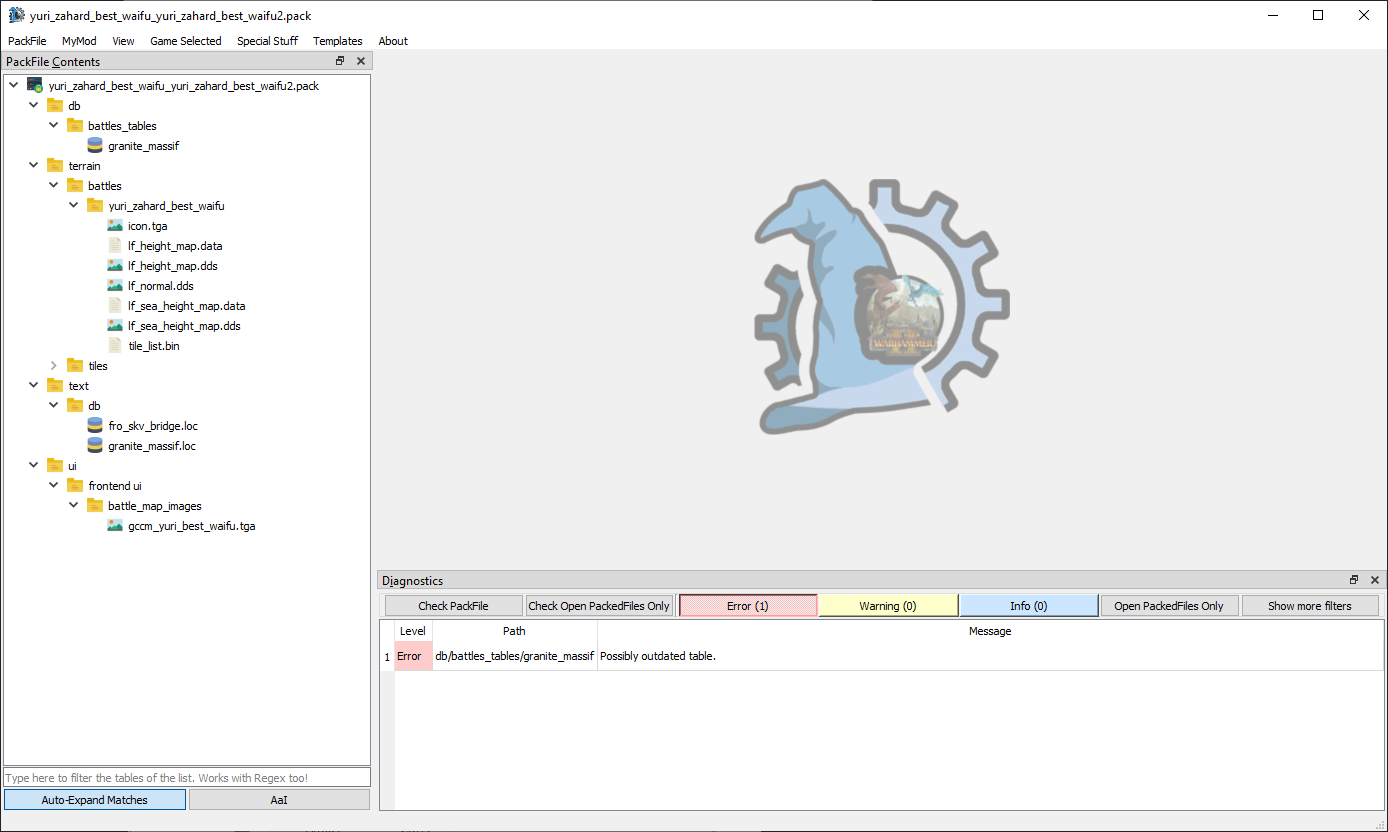 yuri_zahard_best_waifu_yuri_zahard_best_waifu2.pack
PackFile MyMod View Game Selected Special Stuff Templates About
PackFile Contents
yuri_zahard_best_waifu_yuri_zahard_best_waifu2.pack
db
battles_tables
granite_massif
terrain
battles
yuri_zahard_best_waifu
icon.tga
lf_height_map.data
lf_height_map.dds
lf_normal.dds
lf_sea_height_map.data
lf_sea_height_map.dds
tile_list.bin
tiles
text
db
fro_skv_bridge.loc
granite_massif.loc
ui
frontend ui
battle_map_images
gccm_yuri_best_waifu.tga
Type here to filter the tables of the list. Works with Regex too!
Auto-Expand Matches AaI
WARHAMMER
II
Diagnostics
Check PackFile Check Open PackedFiles Only Error (1) Warning (0) Info (0) Open PackedFiles Only Show more filters
Level Path Message
1 Error db/battles_tables/granite_massif Possibly outdated table.